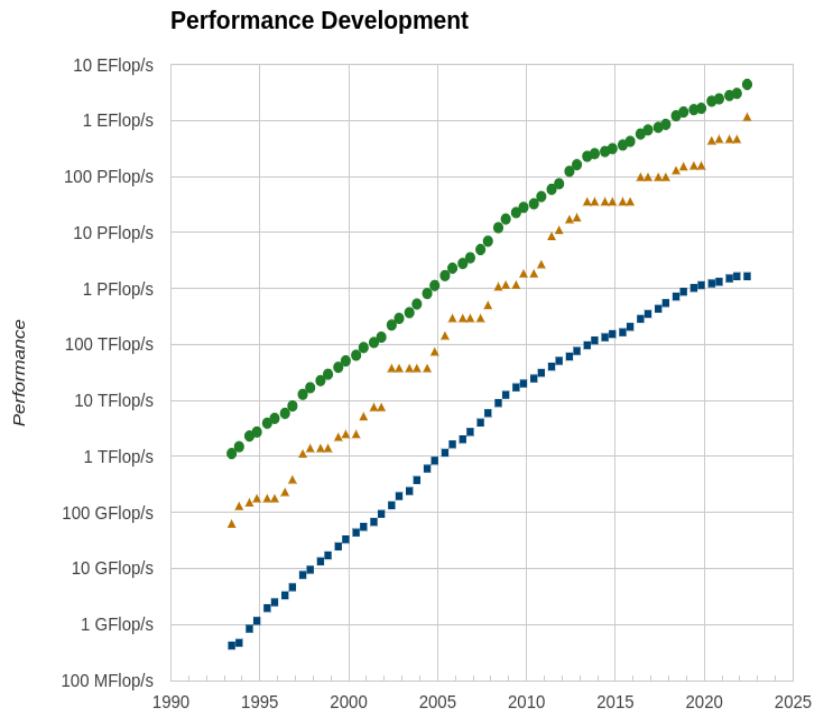 Performance Development
10 EFlop/s
1 EFlop/s
100 PFlop/s
10 PFlop/s
1 PFlop/s
100 TFlop/s
10 TFlop/s
1 TFlop/s
100 GFlop/s
10 GFlop/s
1 GFlop/s
100 MFlop/s
Performance
1990 1995 2000 2005 2010 2015 2020 2025